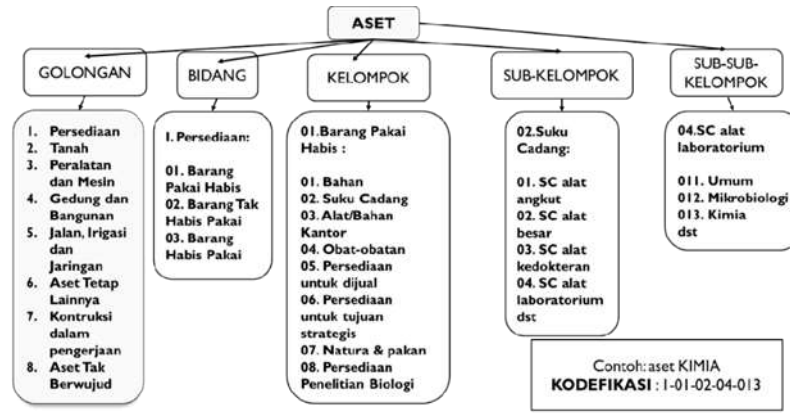 ASET
GOLONGAN
1. Persediaan
2. Tanah
3. Peralatan
dan Mesin
4. Gedung dan
Bangunan
5. Jalan, Irigasi
dan
Jaringan
6. Aset Tetap
Lainnya
7. Kontruksi
dalam
pengerjaan
8. Aset Tak
Berwujud
BIDANG
I. Persediaan:
01. Barang
Pakai Habis
02. Barang Tak
Habis Pakai
03. Barang
Habis Pakai
KELOMPOK
01.Barang Pakai
Habis :
01. Bahan
02. Suku Cadang
03. Alat/Bahan
Kantor
04. Obat-obatan
05. Persediaan
untuk dijual
06. Persediaan
untuk tujuan
strategis
07. Natura & pakan
08. Persediaan
Penelitian Biologi
SUB-KELOMPOK
02.Suku
Cadang:
01. SC alat
angkut
02. SC alat
besar
03. SC alat
kedokteran
04. SC alat
laboratorium
dst
SUB-SUB-
KELOMPOK
04.SC alat
laboratorium
011. Umum
012. Mikrobiologi
013. Kimia
dst
Contoh: aset KIMIA
KODEFIKASI : 1-01-02-04-013